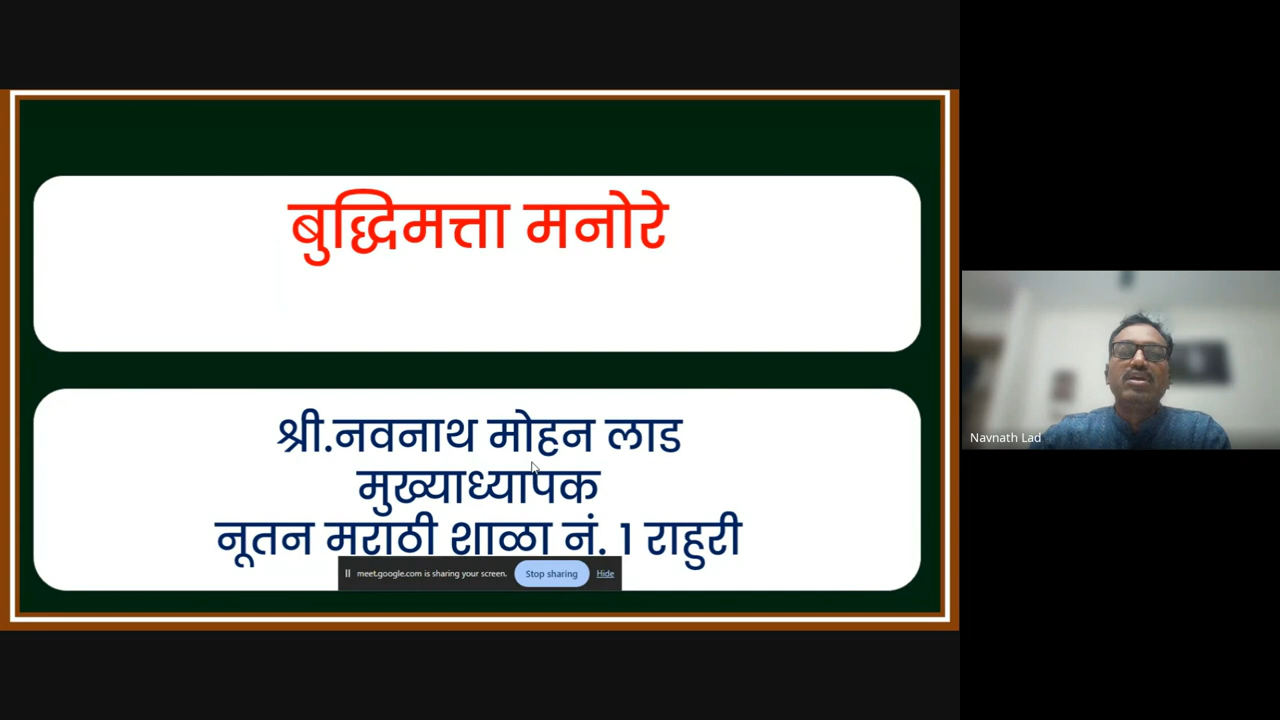 बुद्धिमत्ता मनोरे
श्री.नवनाथ मोहन लाड
मुख्याध्यापक
नूतन मराठी शाळा नं. 1 राहुरी
meet.google.com is sharing your screen. Stop sharing Hide
Navnath Lad